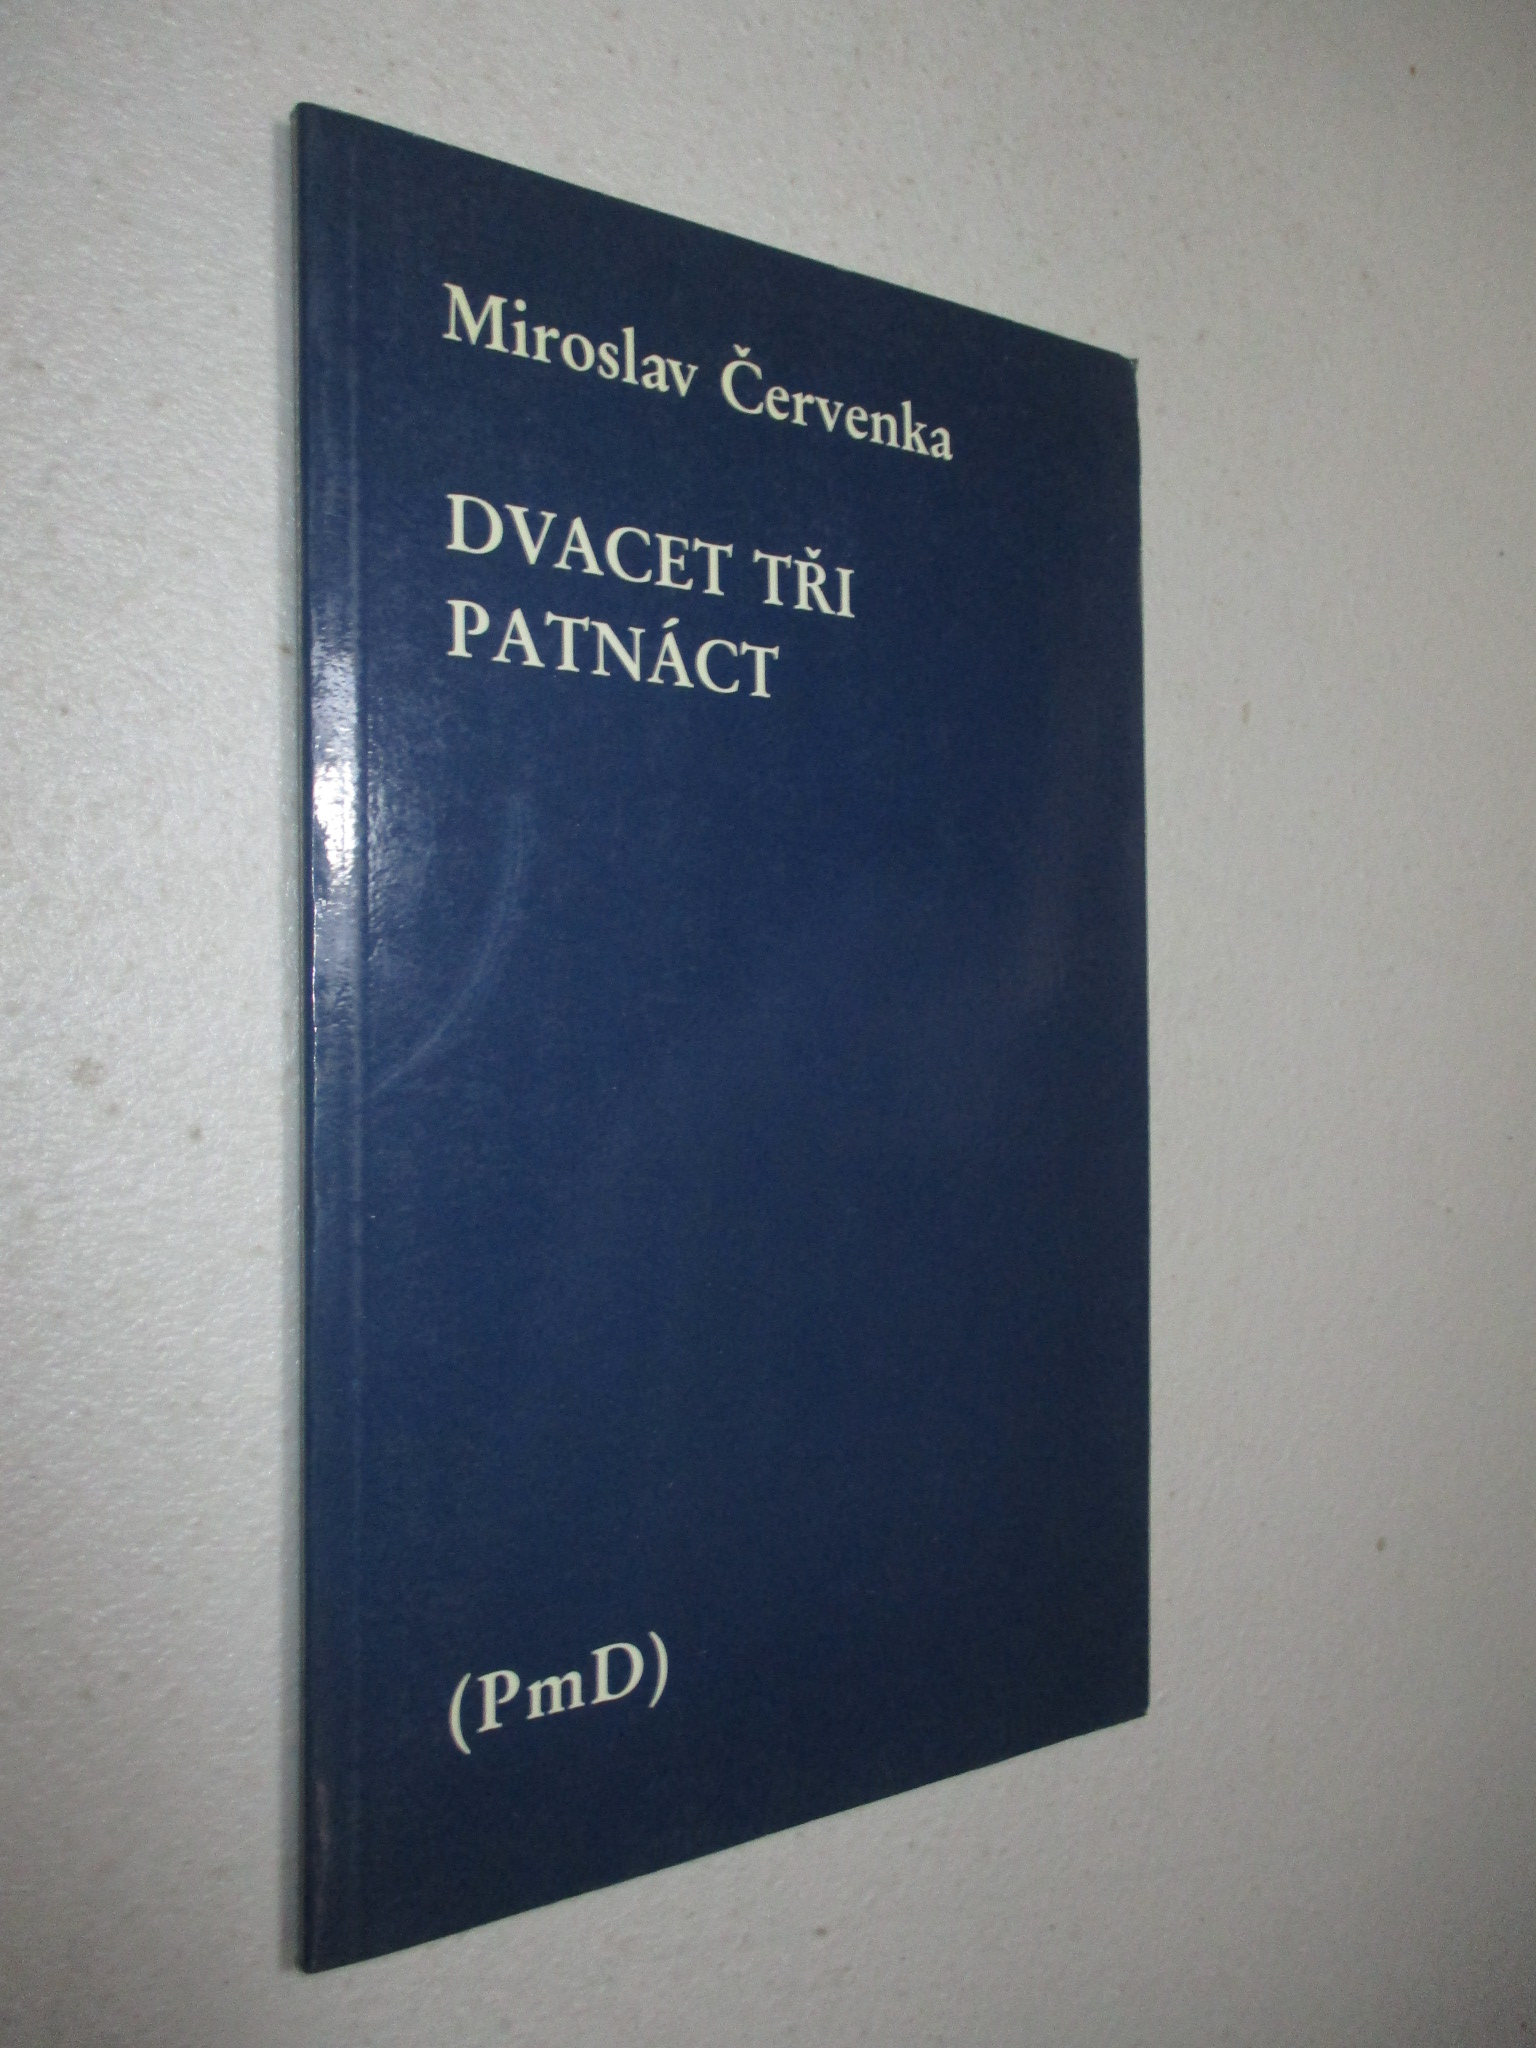 Miroslav Červenka
DVACET TŘI
PATNÁCT
(PmD)